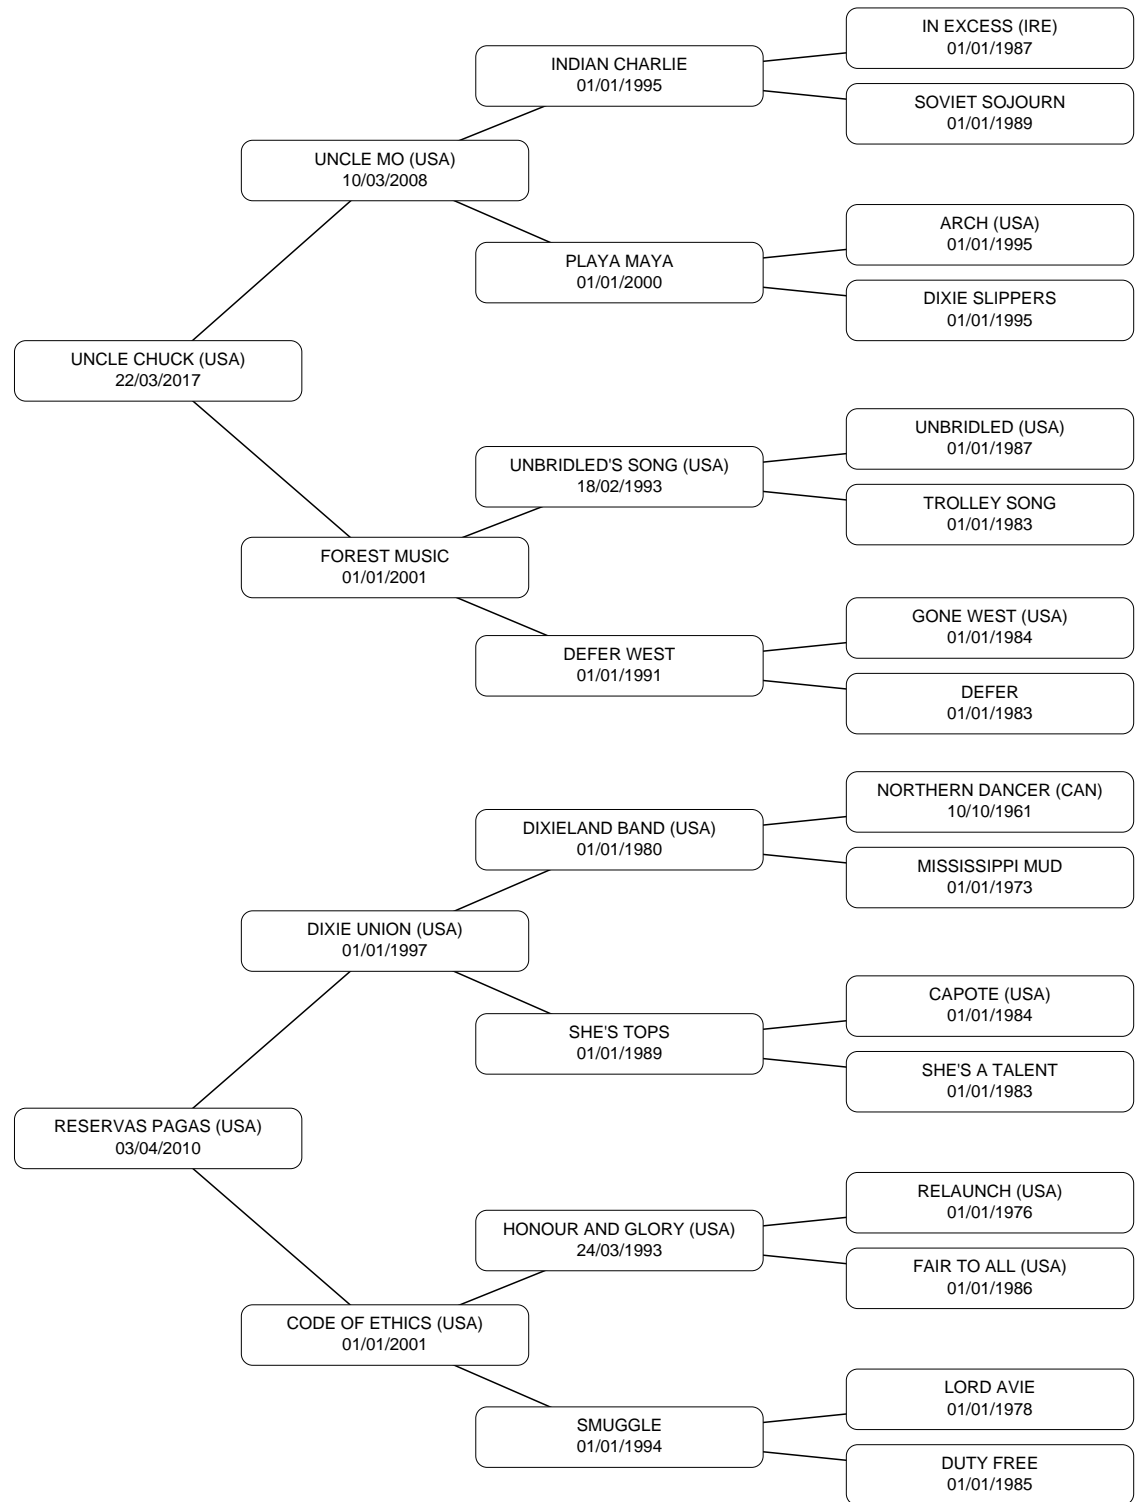 IN EXCESS (IRE)
01/01/1987
INDIAN CHARLIE
01/01/1995
SOVIET SOJOURN
01/01/1989
UNCLE MO (USA)
10/03/2008
ARCH (USA)
01/01/1995
PLAYA MAYA
01/01/2000
DIXIE SLIPPERS
01/01/1995
UNCLE CHUCK (USA)
22/03/2017
UNBRIDLED (USA)
01/01/1987
UNBRIDLED'S SONG (USA)
18/02/1993
TROLLEY SONG
01/01/1983
FOREST MUSIC
01/01/2001
GONE WEST (USA)
01/01/1984
DEFER WEST
01/01/1991
DEFER
01/01/1983
NORTHERN DANCER (CAN)
10/10/1961
DIXIELAND BAND (USA)
01/01/1980
MISSISSIPPI MUD
01/01/1973
DIXIE UNION (USA)
01/01/1997
CAPOTE (USA)
01/01/1984
SHE'S TOPS
01/01/1989
SHE'S A TALENT
01/01/1983
RESERVAS PAGAS (USA)
03/04/2010
RELAUNCH (USA)
01/01/1976
HONOUR AND GLORY (USA)
24/03/1993
FAIR TO ALL (USA)
01/01/1986
CODE OF ETHICS (USA)
01/01/2001
LORD AVIE
01/01/1978
SMUGGLE
01/01/1994
DUTY FREE
01/01/1985